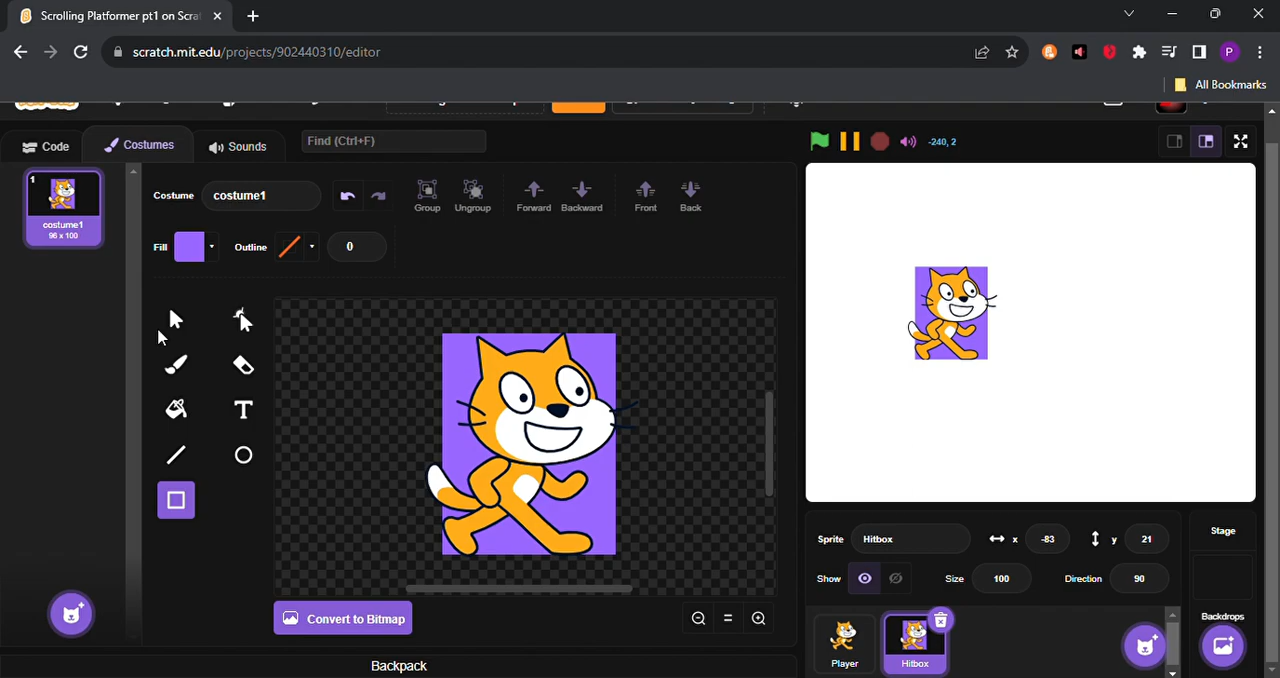 Scrolling Platformer pt1 on Scra
scratch.mit.edu/projects/902440310/editor
P
All Bookmarks
Code
Costumes
Sounds
Find (Ctrl+F)
-240, 2
1
costume1
96 x 100
Costume
costume1
Group
Ungroup
Forward
Backward
Front
Back
Fill
Outline
0
T
Convert to Bitmap
Backpack
Sprite
Hitbox
x
-83
y
21
Show
Size
100
Direction
90
Stage
Backdrops
Player
Hitbox